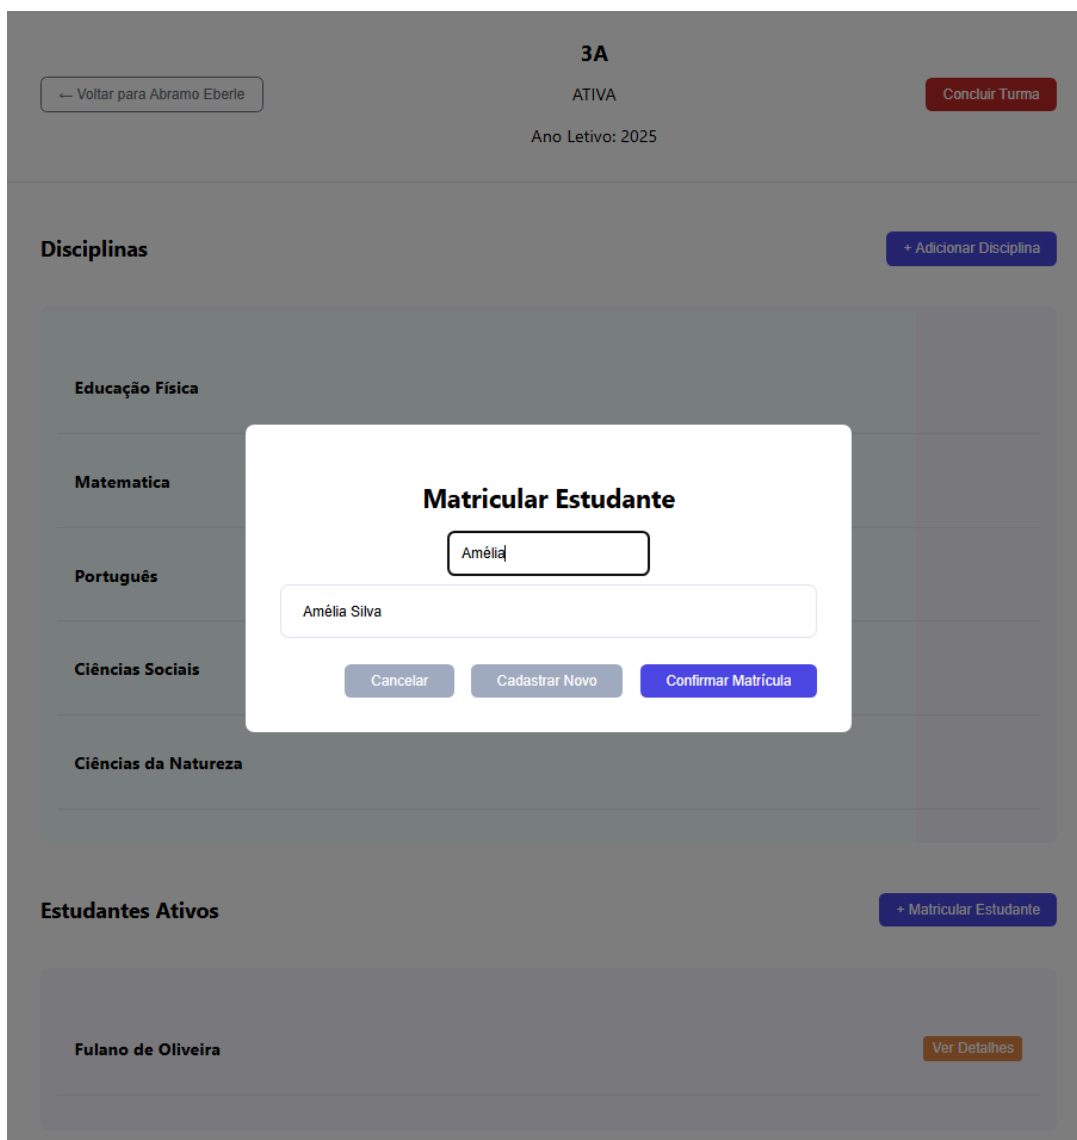 3A
← Voltar para Abramo Eberle
ATIVA
Concluir Turma
Ano Letivo: 2025
Disciplinas
+ Adicionar Disciplina
Educação Física
Matematica
Português
Ciências Sociais
Ciências da Natureza
Matricular Estudante
Amélia
Amélia Silva
Cancelar
Cadastrar Novo
Confirmar Matrícula
Estudantes Ativos
+ Matricular Estudante
Fulano de Oliveira
Ver Detalhes